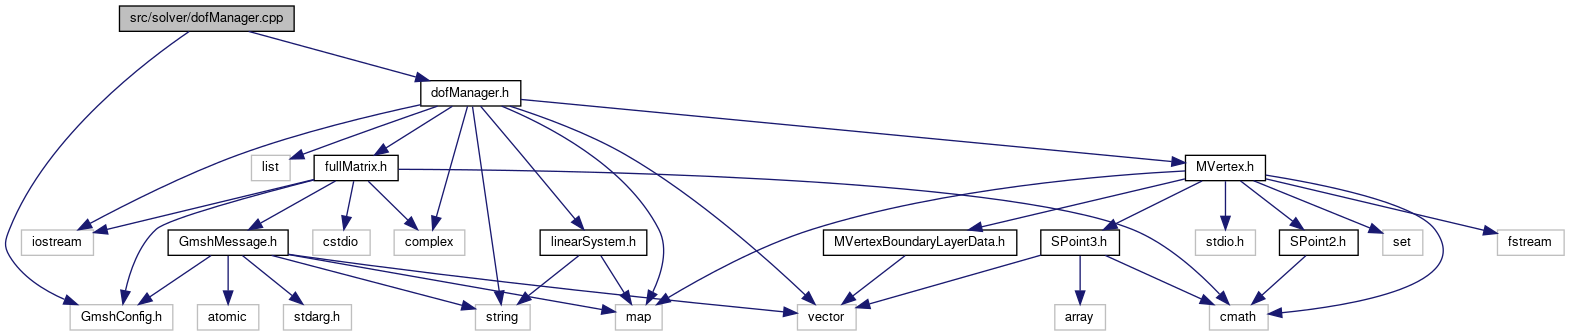 src/solver/dofManager.cpp
dofManager.h
list
fullMatrix.h
MVertex.h
iostream
GmshMessage.h
cstdio
complex
linearSystem.h
MVertexBoundaryLayerData.h
SPoint3.h
stdio.h
SPoint2.h
set
fstream
GmshConfig.h
atomic
stdarg.h
string
map
vector
array
cmath